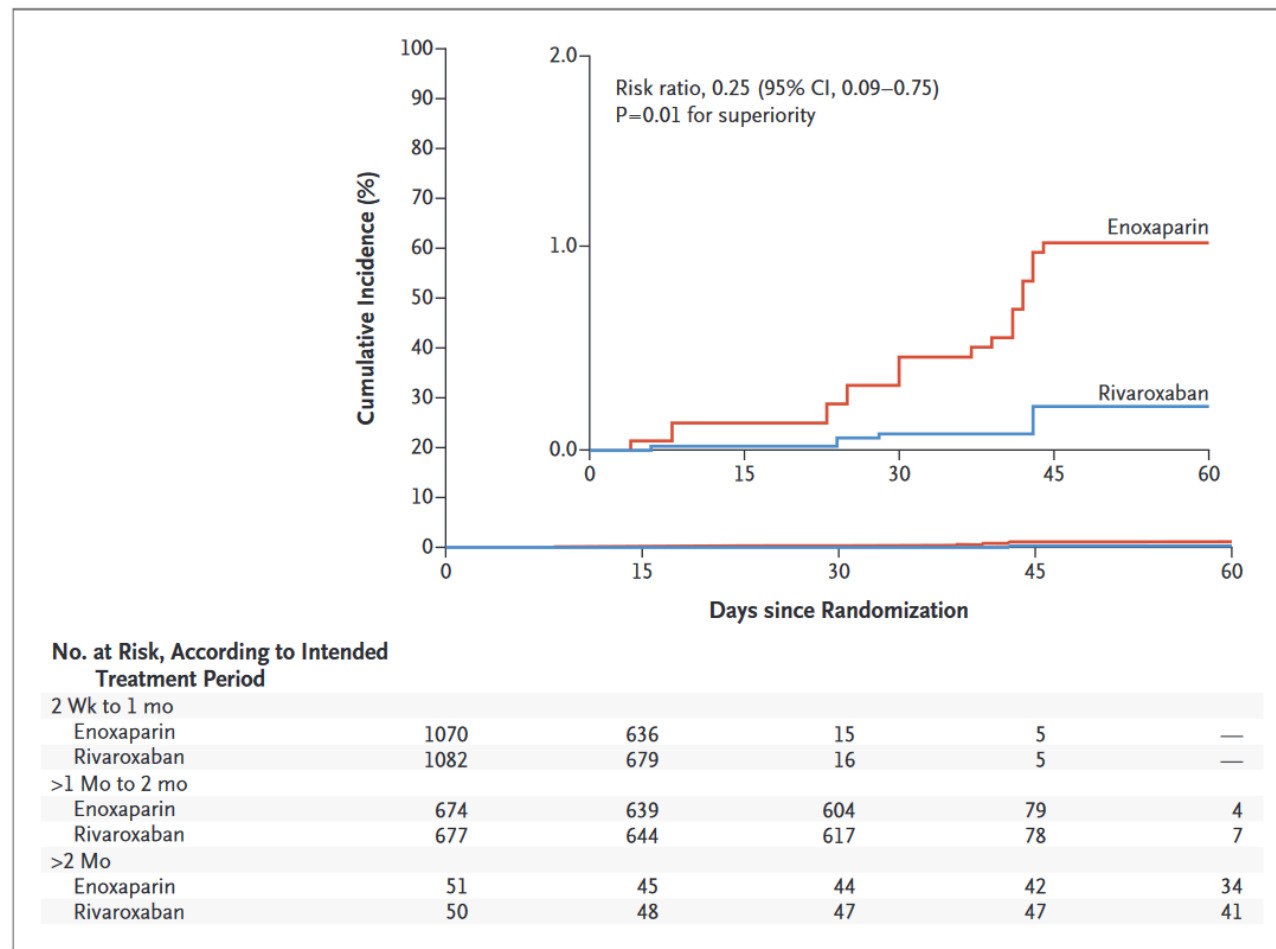 100
90
80
70
60
50
40
30
20
10
0
Cumulative Incidence (%)
2.0
1.0
0.0
Risk ratio, 0.25 (95% CI, 0.09–0.75)
P=0.01 for superiority
Enoxaparin
Rivaroxaban
0 15 30 45 60
0 15 30 45 60
Days since Randomization
No. at Risk, According to Intended
Treatment Period
2 Wk to 1 mo
Enoxaparin 1070 636 15 5 —
Rivaroxaban 1082 679 16 5 —
>1 Mo to 2 mo
Enoxaparin 674 639 604 79 4
Rivaroxaban 677 644 617 78 7
>2 Mo
Enoxaparin 51 45 44 42 34
Rivaroxaban 50 48 47 47 41